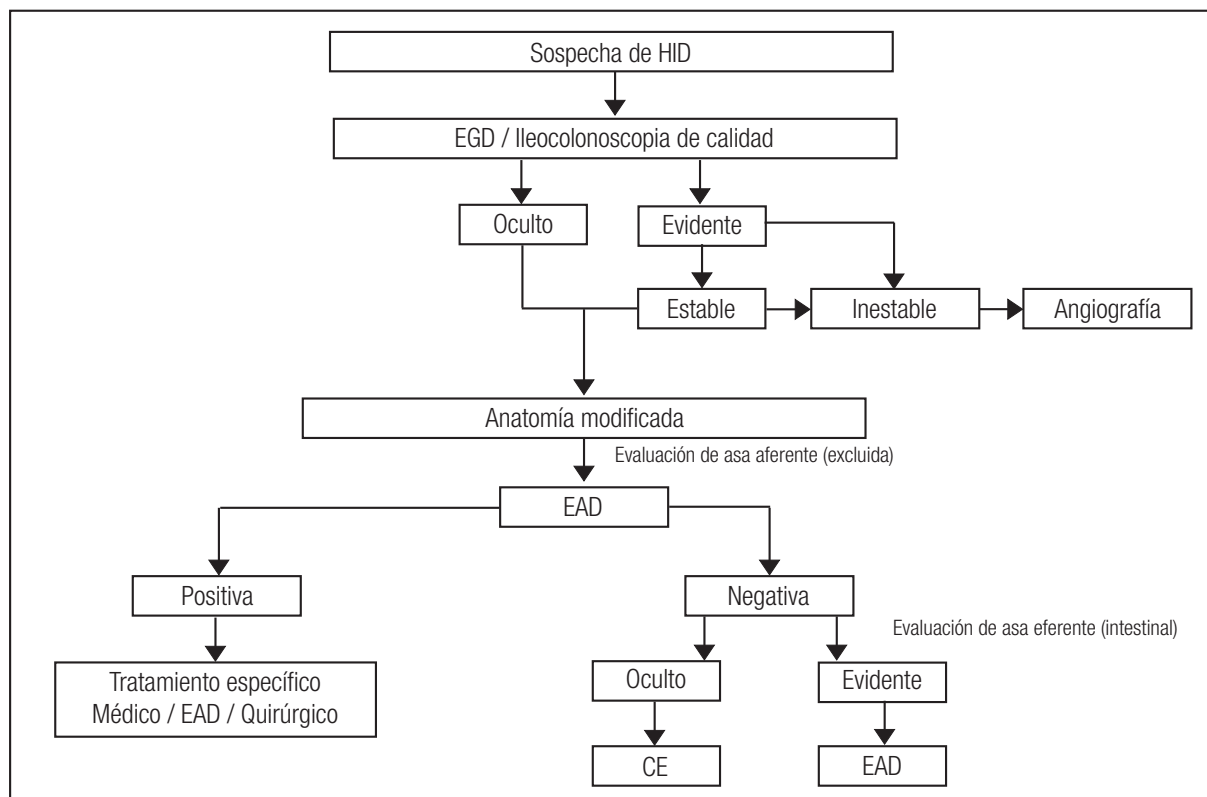 Sospecha de HID
EGD / Ileocolonoscopia de calidad
Oculto
Evidente
Estable
Inestable
Angiografía
Anatomía modificada
Evaluación de asa aferente (excluida)
EAD
Positiva
Negativa
Evaluación de asa eferente (intestinal)
Tratamiento específico
Médico / EAD / Quirúrgico
Oculto
Evidente
CE
EAD